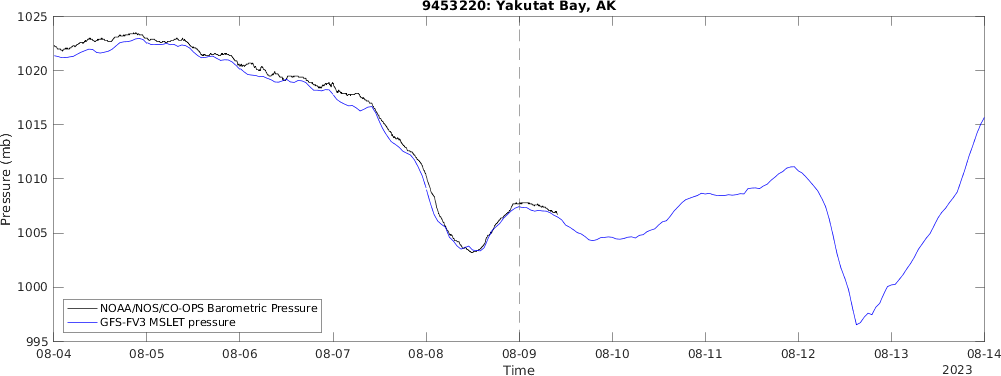 9453220: Yakutat Bay, AK
Pressure (mb)
1025
1020
1015
1010
1005
1000
995
NOAA/NOS/CO-OPS Barometric Pressure
GFS-FV3 MSLET pressure
08-04 08-05 08-06 08-07 08-08 08-09 08-10 08-11 08-12 08-13 08-14
Time
2023